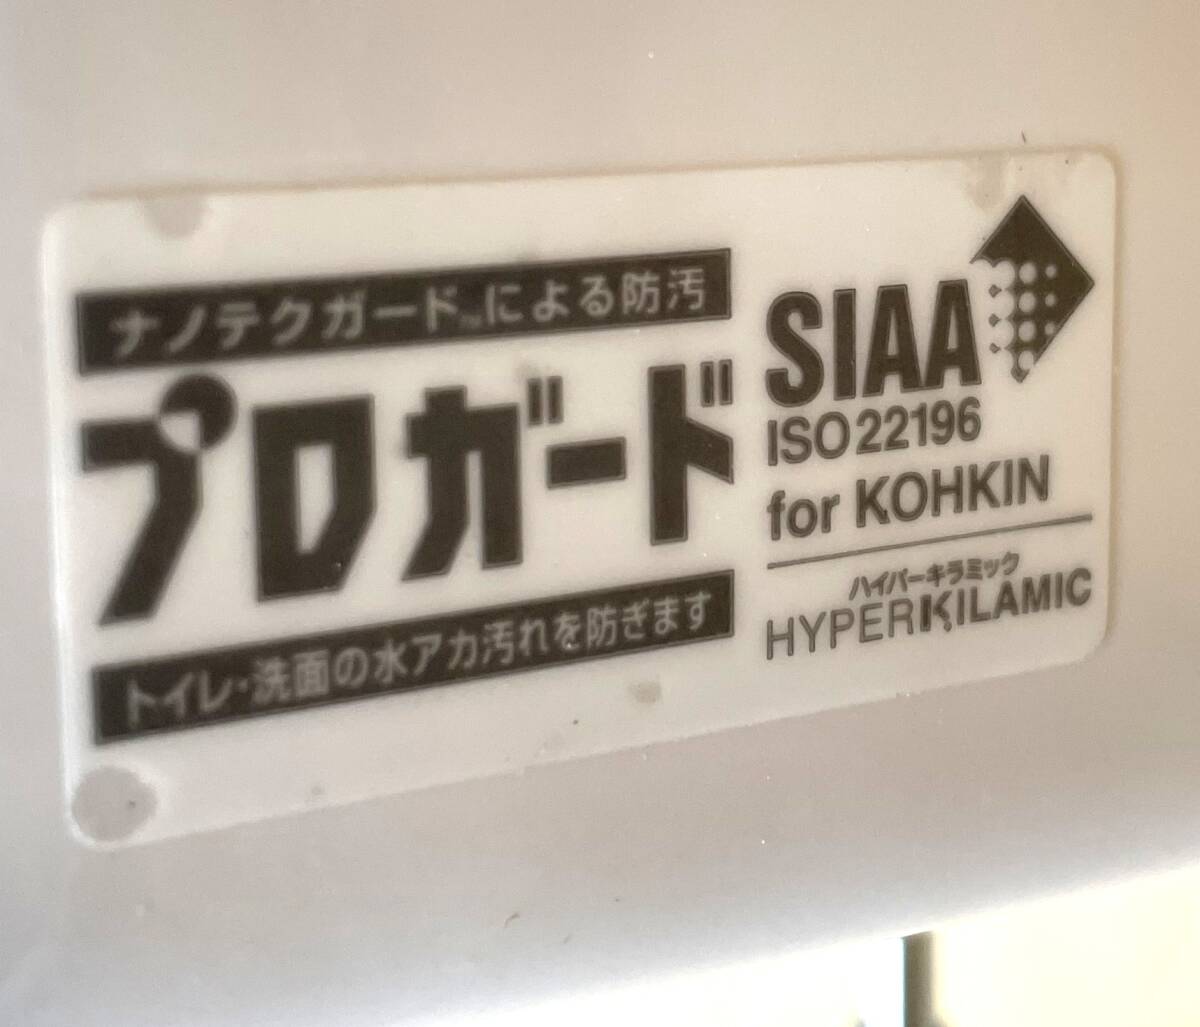 ナノテクガード™による防汚
プロガード
トイレ・洗面の水アカ汚れを防ぎます
SIAA
ISO 22196
for KOHKIN
ハイパーキラミック
HYPERKILAMIC